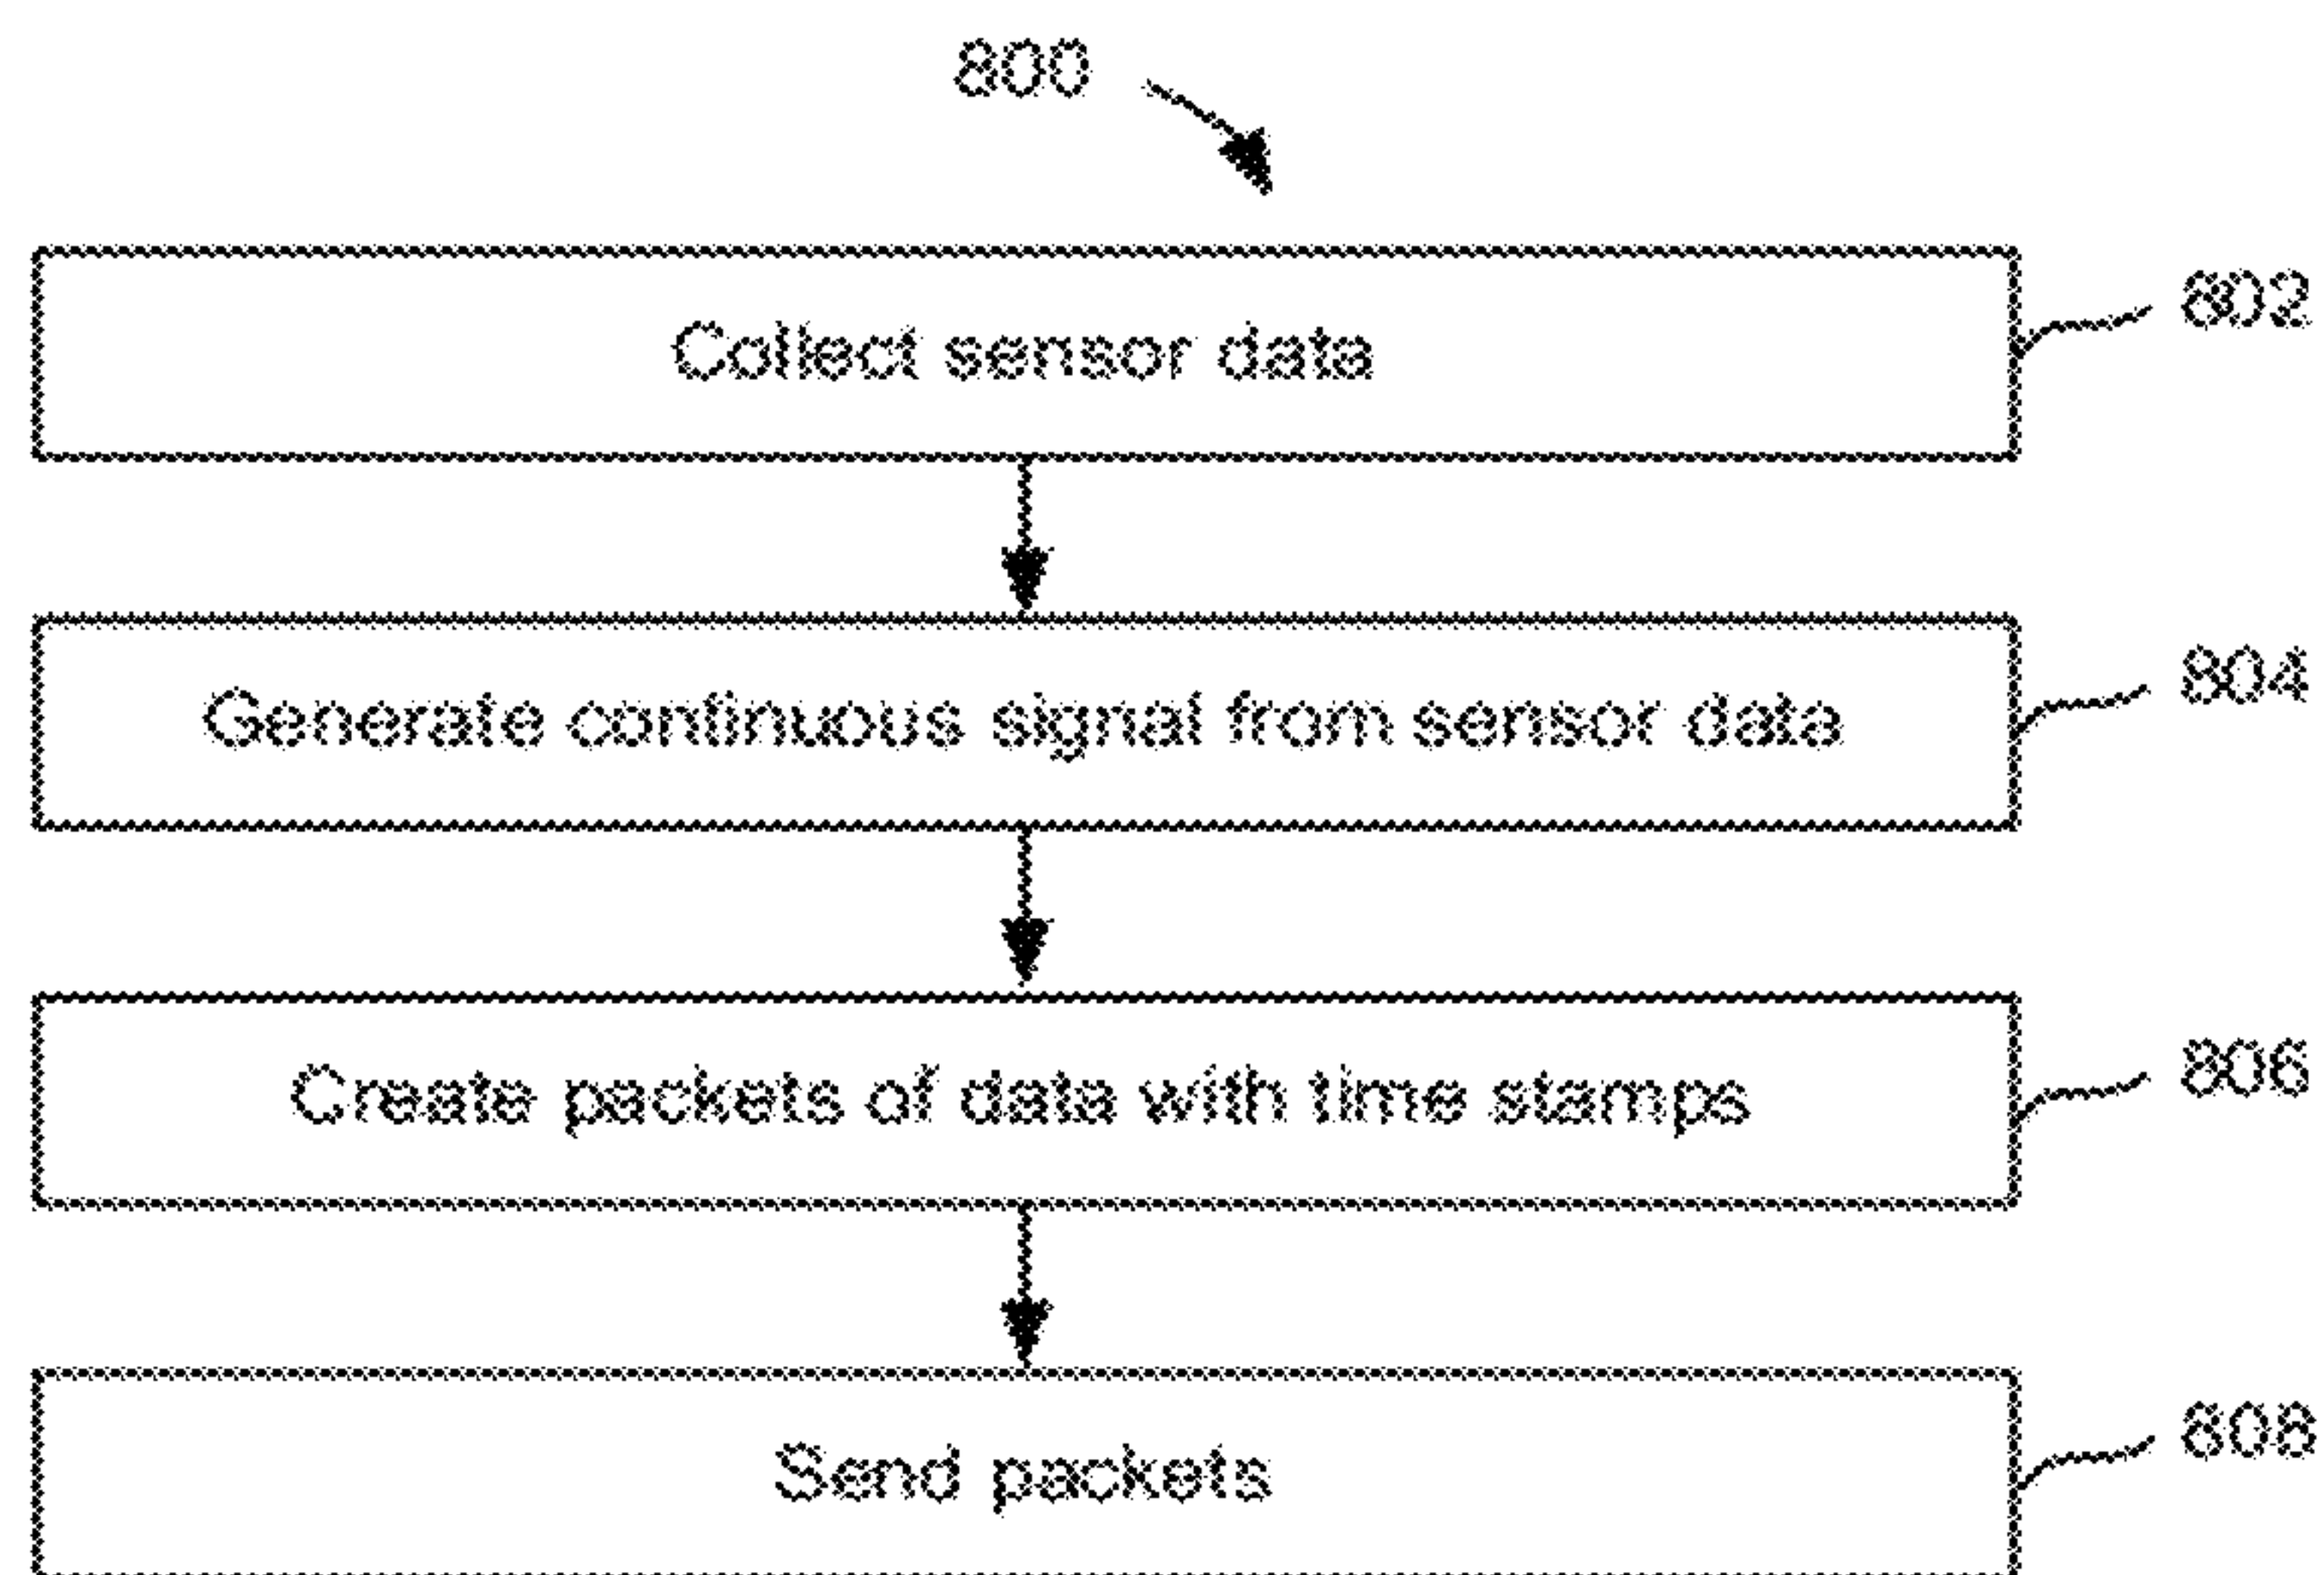 800
Collect sensor data
802
Generate continuous signal from sensor data
804
Create packets of data with time stamps
806
Send packets
808